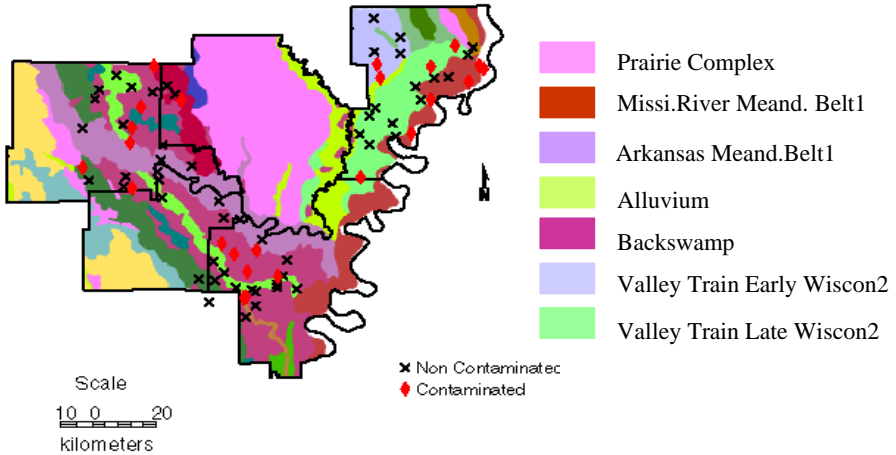 Prairie Complex
Missi.River Meand. Belt1
Arkansas Meand.Belt1
Alluvium
Backswamp
Valley Train Early Wiscon2
Valley Train Late Wiscon2
N
Non Contaminated
Contaminated
Scale
10 0 20
kilometers